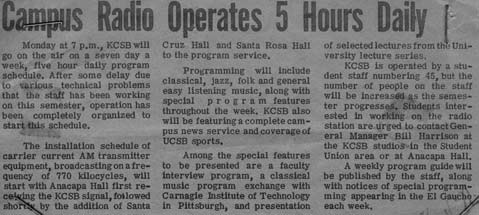 Campus Radio Operates 5 Hours Daily
Monday at 7 p.m., KCSB will
go on the air on a seven day a
week, five hour daily program
schedule. After some delay due
to various technical problems
that the staff has been working
on this semester, operation has
been completely organized to
start this schedule.
The installation schedule of
carrier current AM transmitter
equipment, broadcasting on a fre-
quency of 770 kilocycles, will
start with Anacapa Hall first re-
ceiving the KCSB signal, followed
shortly by the addition of Santa
Cruz Hall and Santa Rosa Hall
to the program service.
Programming will include
classical, jazz, folk and general
easy listening music, along with
special program features
throughout the week. KCSB also
will be featuring a complete cam-
pus news service and coverage of
UCSB sports.
Among the special features
to be presented are a faculty
interview program, a classical
music program exchange with
Carnagie Institute of Technology
in Pittsburgh, and presentation
of selected lectures from the Uni-
versity lecture series.
KCSB is operated by a stu-
dent staff numbering 45, but the
number of people on the staff
will be increased as the semes-
ter progresses. Students inter-
ested in working on the radio
station are urged to contact Gen-
eral Manager Bill Harrison at
the KCSB studios in the Student
Union area or at Anacapa Hall.
A weekly program guide will
be published by the staff, along
with notices of special program-
ming appearing in the El Gaucho
each week.